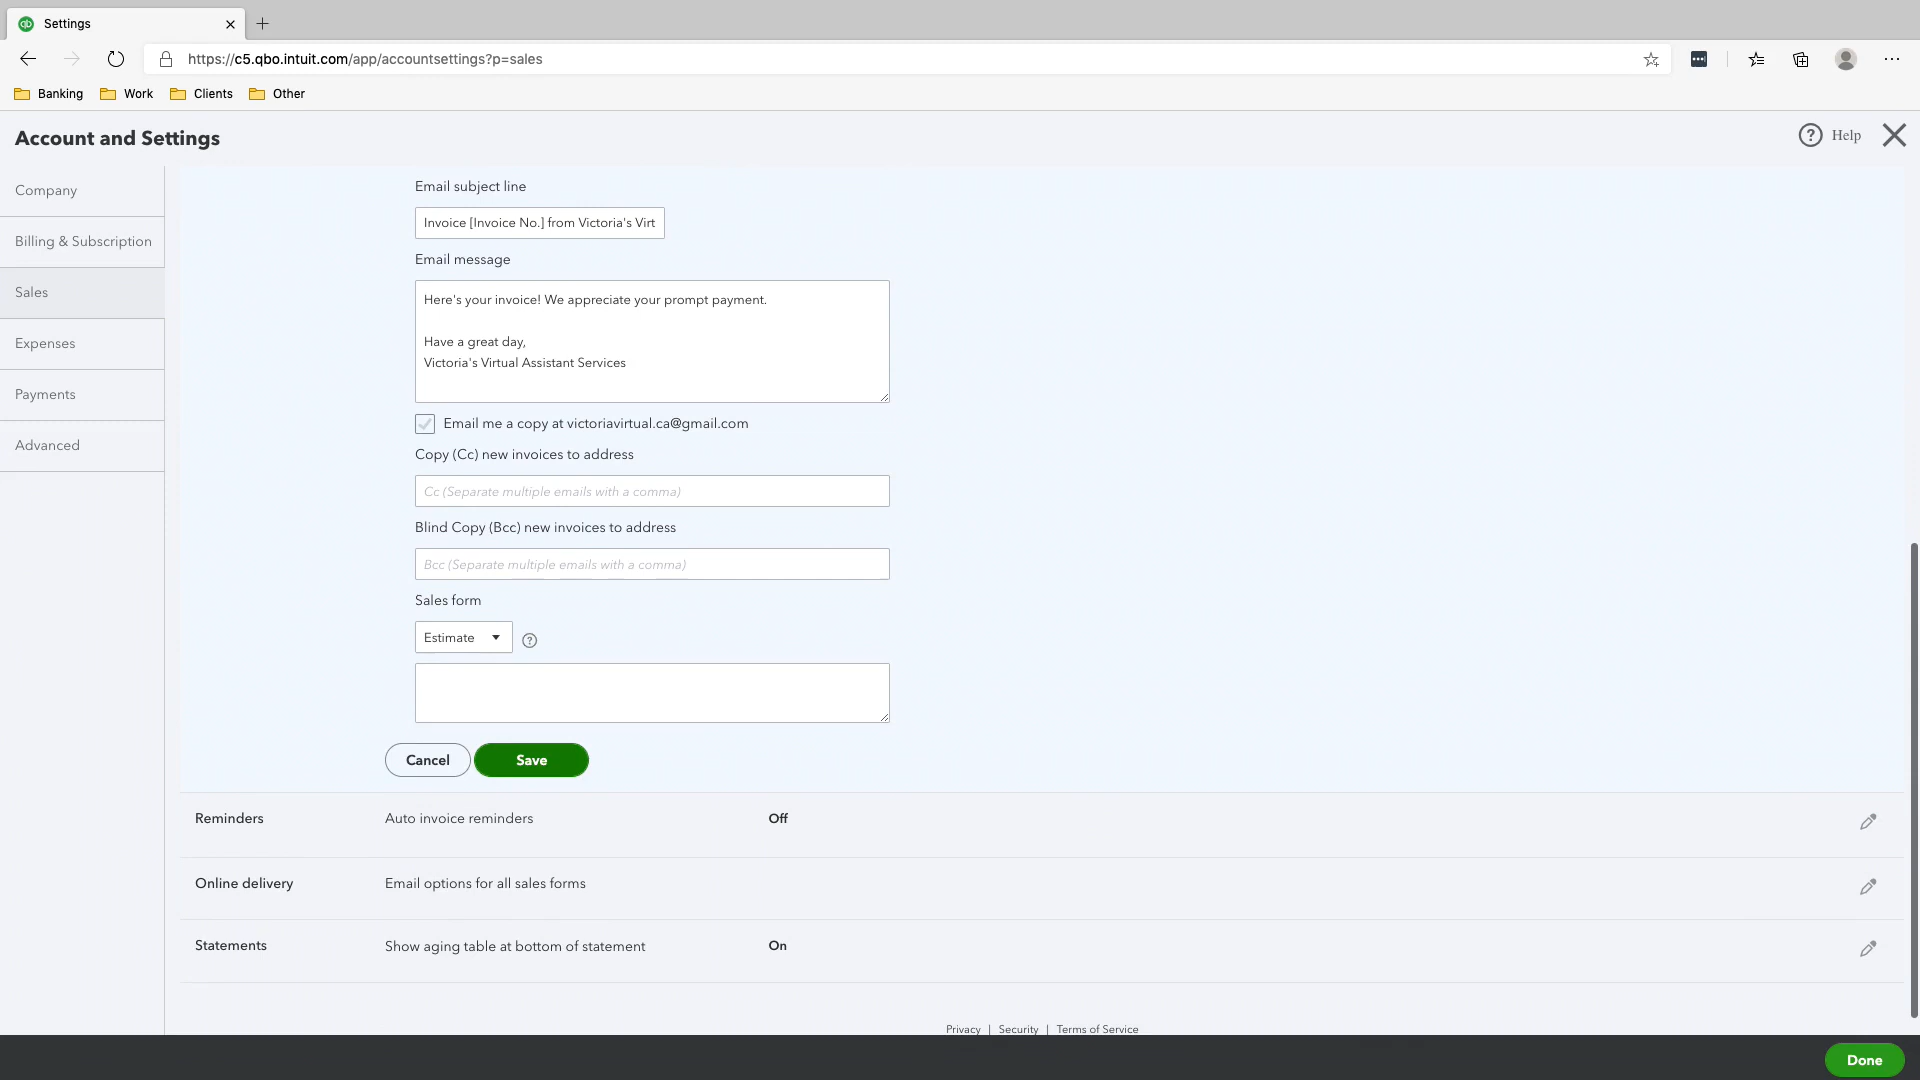 Settings
https://c5.qbo.intuit.com/app/accountsettings?p=sales
Banking Work Clients Other
Account and Settings
? Help
Company
Billing & Subscription
Sales
Expenses
Payments
Advanced
Email subject line
Invoice [Invoice No.] from Victoria's Virt
Email message
Here's your invoice! We appreciate your prompt payment.
Have a great day,
Victoria's Virtual Assistant Services
Email me a copy at victoriavirtual.ca@gmail.com
Copy (Cc) new invoices to address
Cc (Separate multiple emails with a comma)
Blind Copy (Bcc) new invoices to address
Bcc (Separate multiple emails with a comma)
Sales form
Estimate ?
Cancel Save
Reminders Auto invoice reminders Off
Online delivery Email options for all sales forms
Statements Show aging table at bottom of statement On
Privacy | Security | Terms of Service
Done